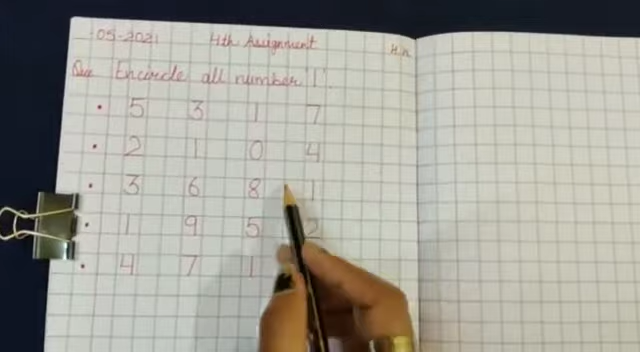 05-2021 4th Assignment H.W
Que Encircle all number '1'.
• 5 3 1 7
• 2 1 0 4
• 3 6 8 1
• 1 9 5 2
• 4 7 1